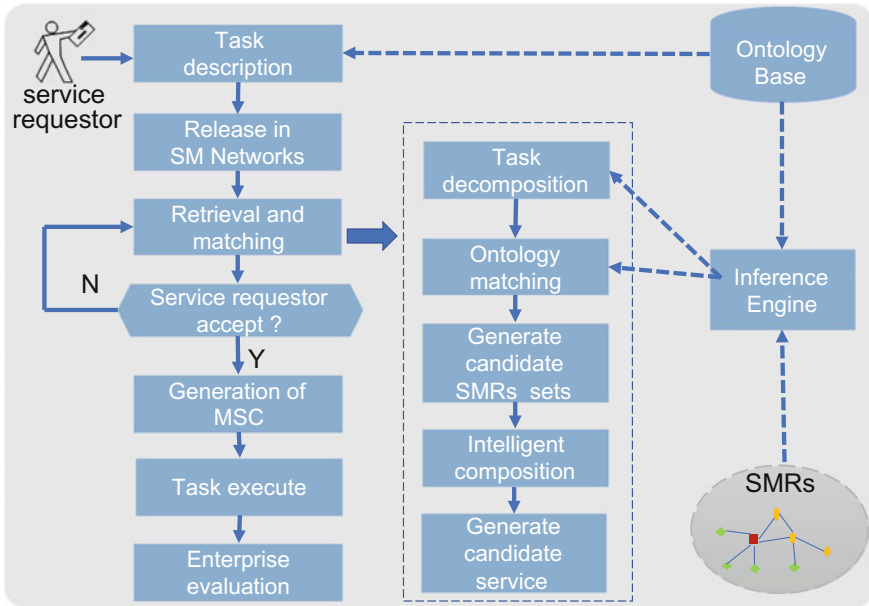 service
requestor
Task
description
Release in
SM Networks
Retrieval and
matching
N
Service requestor
accept ?
Y
Generation of
MSC
Task execute
Enterprise
evaluation
Task
decomposition
Ontology
matching
Generate
candidate
SMRs sets
Intelligent
composition
Generate
candidate
service
Ontology
Base
Inference
Engine
SMRs